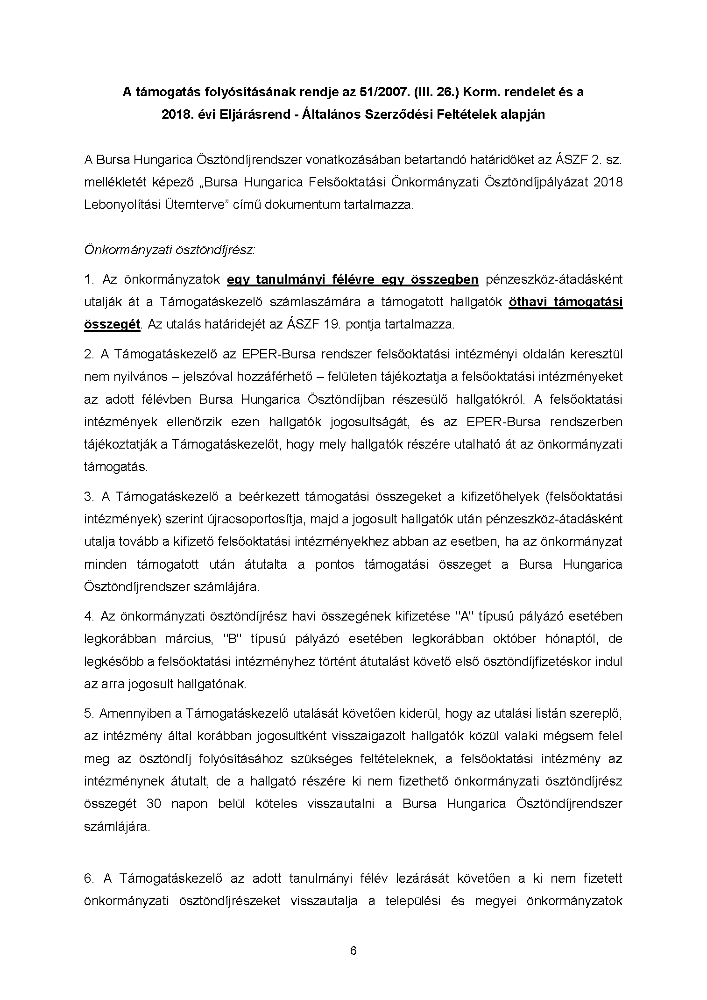 A támogatás folyósításának rendje az 51/2007. (III. 26.) Korm. rendelet és a
2018. évi Eljárásrend - Általános Szerződési Feltételek alapján
A Bursa Hungarica Ösztöndíjrendszer vonatkozásában betartandó határidőket az ÁSZF 2. sz.
mellékletét képező „Bursa Hungarica Felsőoktatási Önkormányzati Ösztöndíjpályázat 2018
Lebonyolítási Ütemterve” című dokumentum tartalmazza.
Önkormányzati ösztöndíjrész:
1. Az önkormányzatok egy tanulmányi félévre egy összegben pénzeszköz-átadásként
utalják át a Támogatáskezelő számlaszámára a támogatott hallgatók öthavi támogatási
összegét. Az utalás határidejét az ÁSZF 19. pontja tartalmazza.
2. A Támogatáskezelő az EPER-Bursa rendszer felsőoktatási intézményi oldalán keresztül
nem nyilvános – jelszóval hozzáférhető – felületen tájékoztatja a felsőoktatási intézményeket
az adott félévben Bursa Hungarica Ösztöndíjban részesülő hallgatókról. A felsőoktatási
intézmények ellenőrzik ezen hallgatók jogosultságát, és az EPER-Bursa rendszerben
tájékoztatják a Támogatáskezelőt, hogy mely hallgatók részére utalható át az önkormányzati
támogatás.
3. A Támogatáskezelő a beérkezett támogatási összegeket a kifizetőhelyek (felsőoktatási
intézmények) szerint újracsoportosítja, majd a jogosult hallgatók után pénzeszköz-átadásként
utalja tovább a kifizető felsőoktatási intézményekhez abban az esetben, ha az önkormányzat
minden támogatott után átutalta a pontos támogatási összeget a Bursa Hungarica
Ösztöndíjrendszer számlájára.
4. Az önkormányzati ösztöndíjrész havi összegének kifizetése "A" típusú pályázó esetében
legkorábban március, "B" típusú pályázó esetében legkorábban október hónaptól, de
legkésőbb a felsőoktatási intézményhez történt átutalást követő első ösztöndíjfizetéskor indul
az arra jogosult hallgatónak.
5. Amennyiben a Támogatáskezelő utalását követően kiderül, hogy az utalási listán szereplő,
az intézmény által korábban jogosultként visszaigazolt hallgatók közül valaki mégsem felel
meg az ösztöndíj folyósításához szükséges feltételeknek, a felsőoktatási intézmény az
intézménynek átutalt, de a hallgató részére ki nem fizethető önkormányzati ösztöndíjrész
összegét 30 napon belül köteles visszautalni a Bursa Hungarica Ösztöndíjrendszer
számlájára.
6. A Támogatáskezelő az adott tanulmányi félév lezárását követően a ki nem fizetett
önkormányzati ösztöndíjrészeket visszautalja a települési és megyei önkormányzatok
6